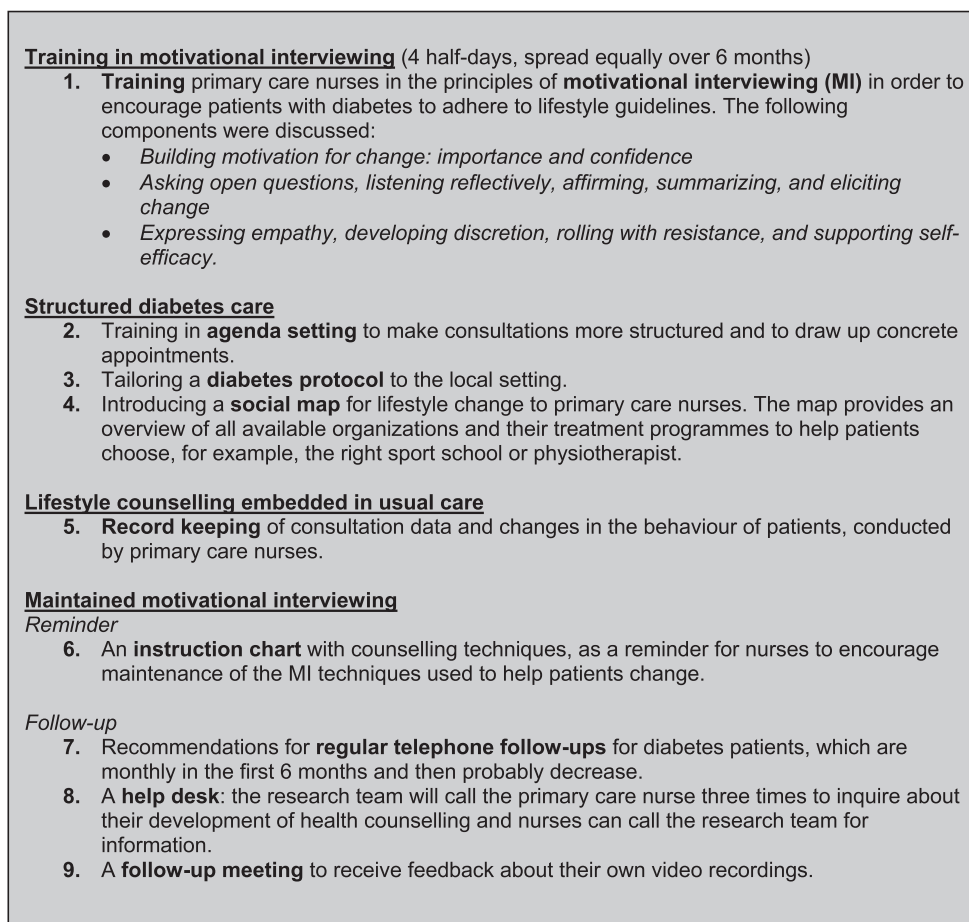 Training in motivational interviewing (4 half-days, spread equally over 6 months)
1. Training primary care nurses in the principles of motivational interviewing (MI) in order to
encourage patients with diabetes to adhere to lifestyle guidelines. The following
components were discussed:
• Building motivation for change: importance and confidence
• Asking open questions, listening reflectively, affirming, summarizing, and eliciting
change
• Expressing empathy, developing discretion, rolling with resistance, and supporting self-
efficacy.
Structured diabetes care
2. Training in agenda setting to make consultations more structured and to draw up concrete
appointments.
3. Tailoring a diabetes protocol to the local setting.
4. Introducing a social map for lifestyle change to primary care nurses. The map provides an
overview of all available organizations and their treatment programmes to help patients
choose, for example, the right sport school or physiotherapist.
Lifestyle counselling embedded in usual care
5. Record keeping of consultation data and changes in the behaviour of patients, conducted
by primary care nurses.
Maintained motivational interviewing
Reminder
6. An instruction chart with counselling techniques, as a reminder for nurses to encourage
maintenance of the MI techniques used to help patients change.
Follow-up
7. Recommendations for regular telephone follow-ups for diabetes patients, which are
monthly in the first 6 months and then probably decrease.
8. A help desk: the research team will call the primary care nurse three times to inquire about
their development of health counselling and nurses can call the research team for
information.
9. A follow-up meeting to receive feedback about their own video recordings.